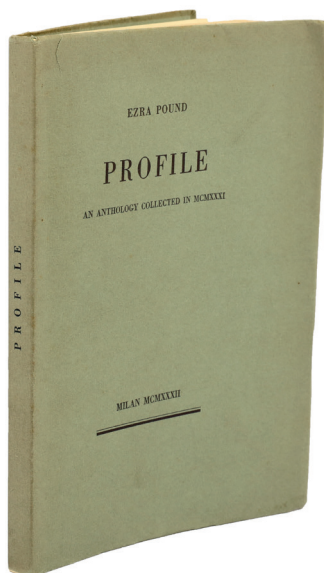 EZRA POUND
PROFILE
AN ANTHOLOGY COLLECTED IN MCMXXXI
MILAN MCMXXXII
PROFILE